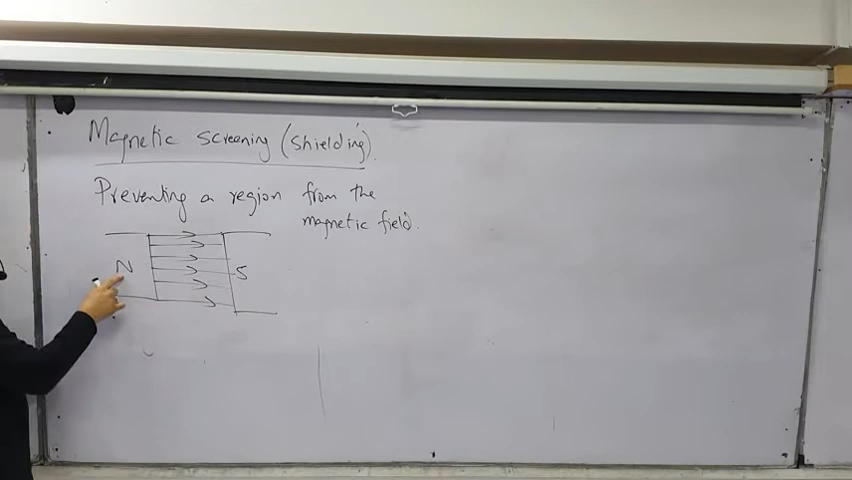 Magnetic screening (shielding).
Preventing a region from the
magnetic field.
N S